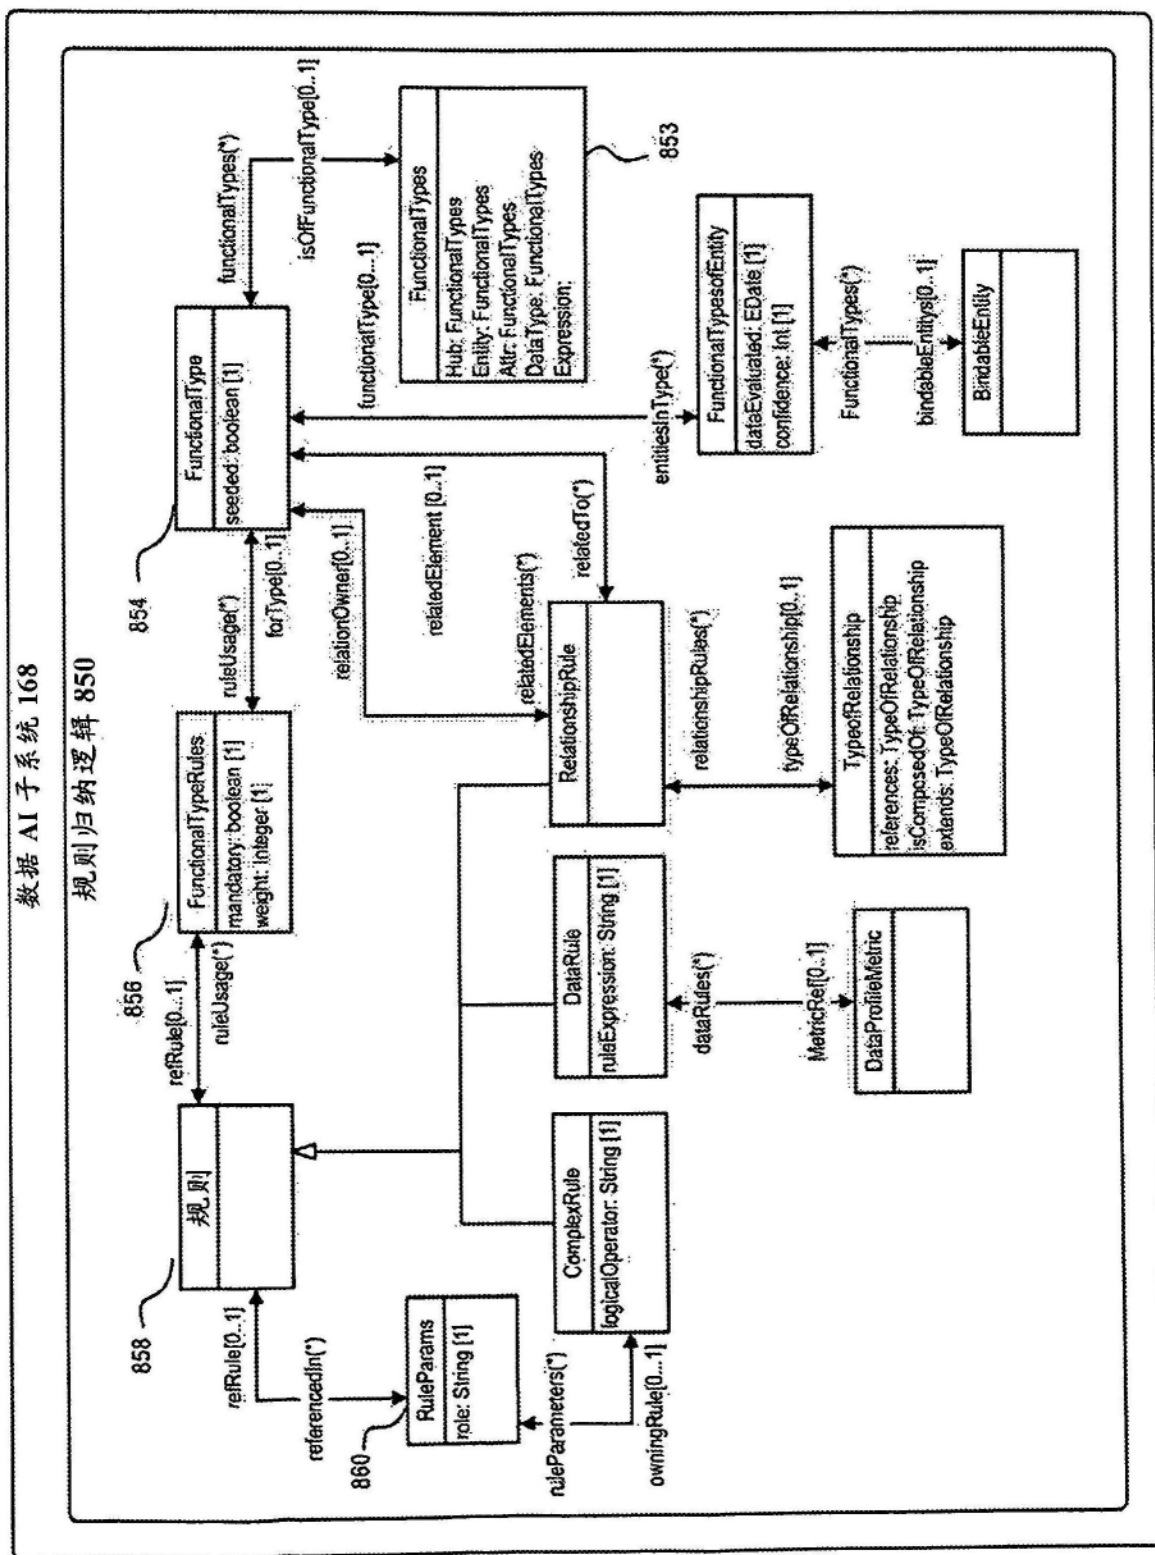 数据 AI 子系统 168
规则归纳逻辑 850
858
规则
refRule[0..1]
ruleUsage(*)
856
FunctionalTypeRules
mandatory: boolean [1]
weight: Integer [1]
ruleUsage(*)
forType[0..1]
854
FunctionalType
seeded: boolean [1]
functionalTypes(*)
isOfFunctionalType[0..1]
refRule[0..1]
referencedIn(*)
860
RuleParams
role: String [1]
ruleParameters(*)
owningRule[0...1]
relationOwner[0..1]
relatedElement [0..1]
functionalType[0...1]
FunctionalTypes
Hub: FunctionalTypes
Entity: FunctionalTypes
Attr: FunctionalTypes
DataType: FunctionalTypes
Expression;
853
relatedElements(*)
relatedTo(*)
entitiesInType(*)
ComplexRule
logicalOperator: String [1]
DataRule
ruleExpression: String [1]
RelationshipRule
FunctionalTypesofEntity
dataEvaluated: EDate [1]
confidence: Int [1]
dataRules(*)
MetricRef[0..1]
relationshipRules(*)
typeOfRelationship[0..1]
FunctionalTypes(*)
bindableEntitys[0..1]
DataProfileMetric
TypeofRelationship
references: TypeOfRelationship
isComposedOf: TypeOfRelationship
extends: TypeOfRelationship
BindableEntity